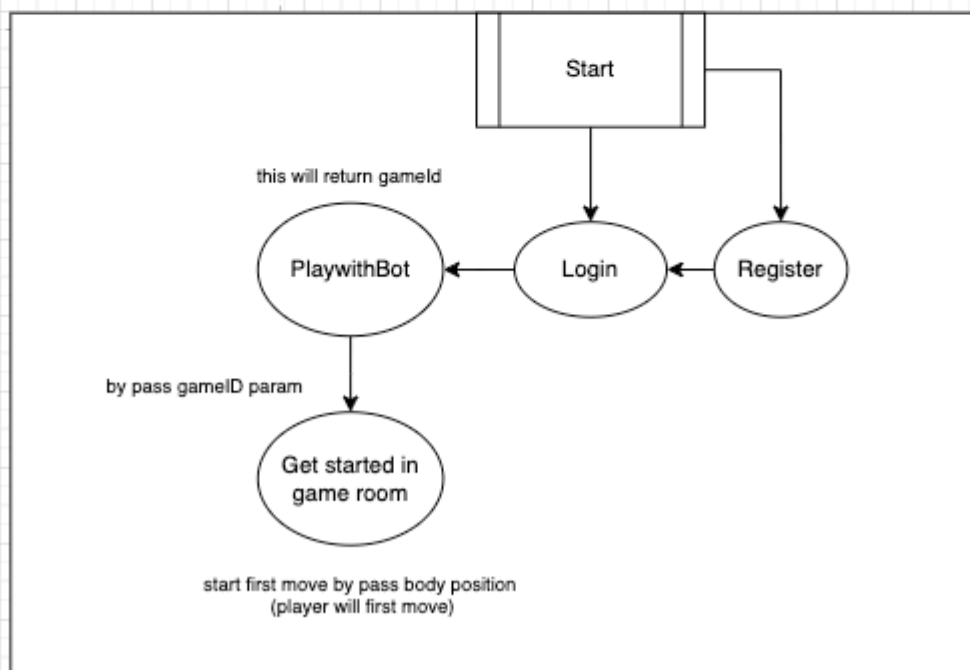 Start
this will return gameId
PlaywithBot
Login
Register
by pass gameID param
Get started in
game room
start first move by pass body position
(player will first move)